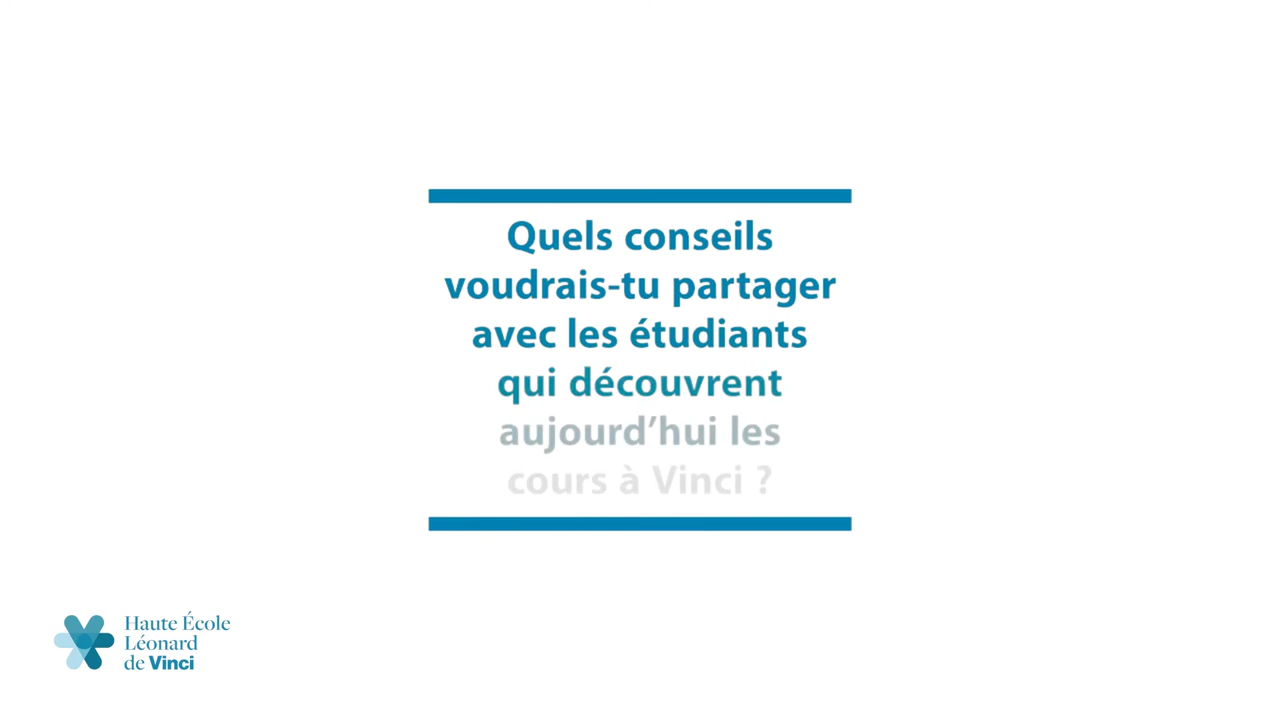 Quels conseils
voudrais-tu partager
avec les étudiants
qui découvrent
aujourd’hui les
cours à Vinci ?
Haute École
Léonard
de Vinci